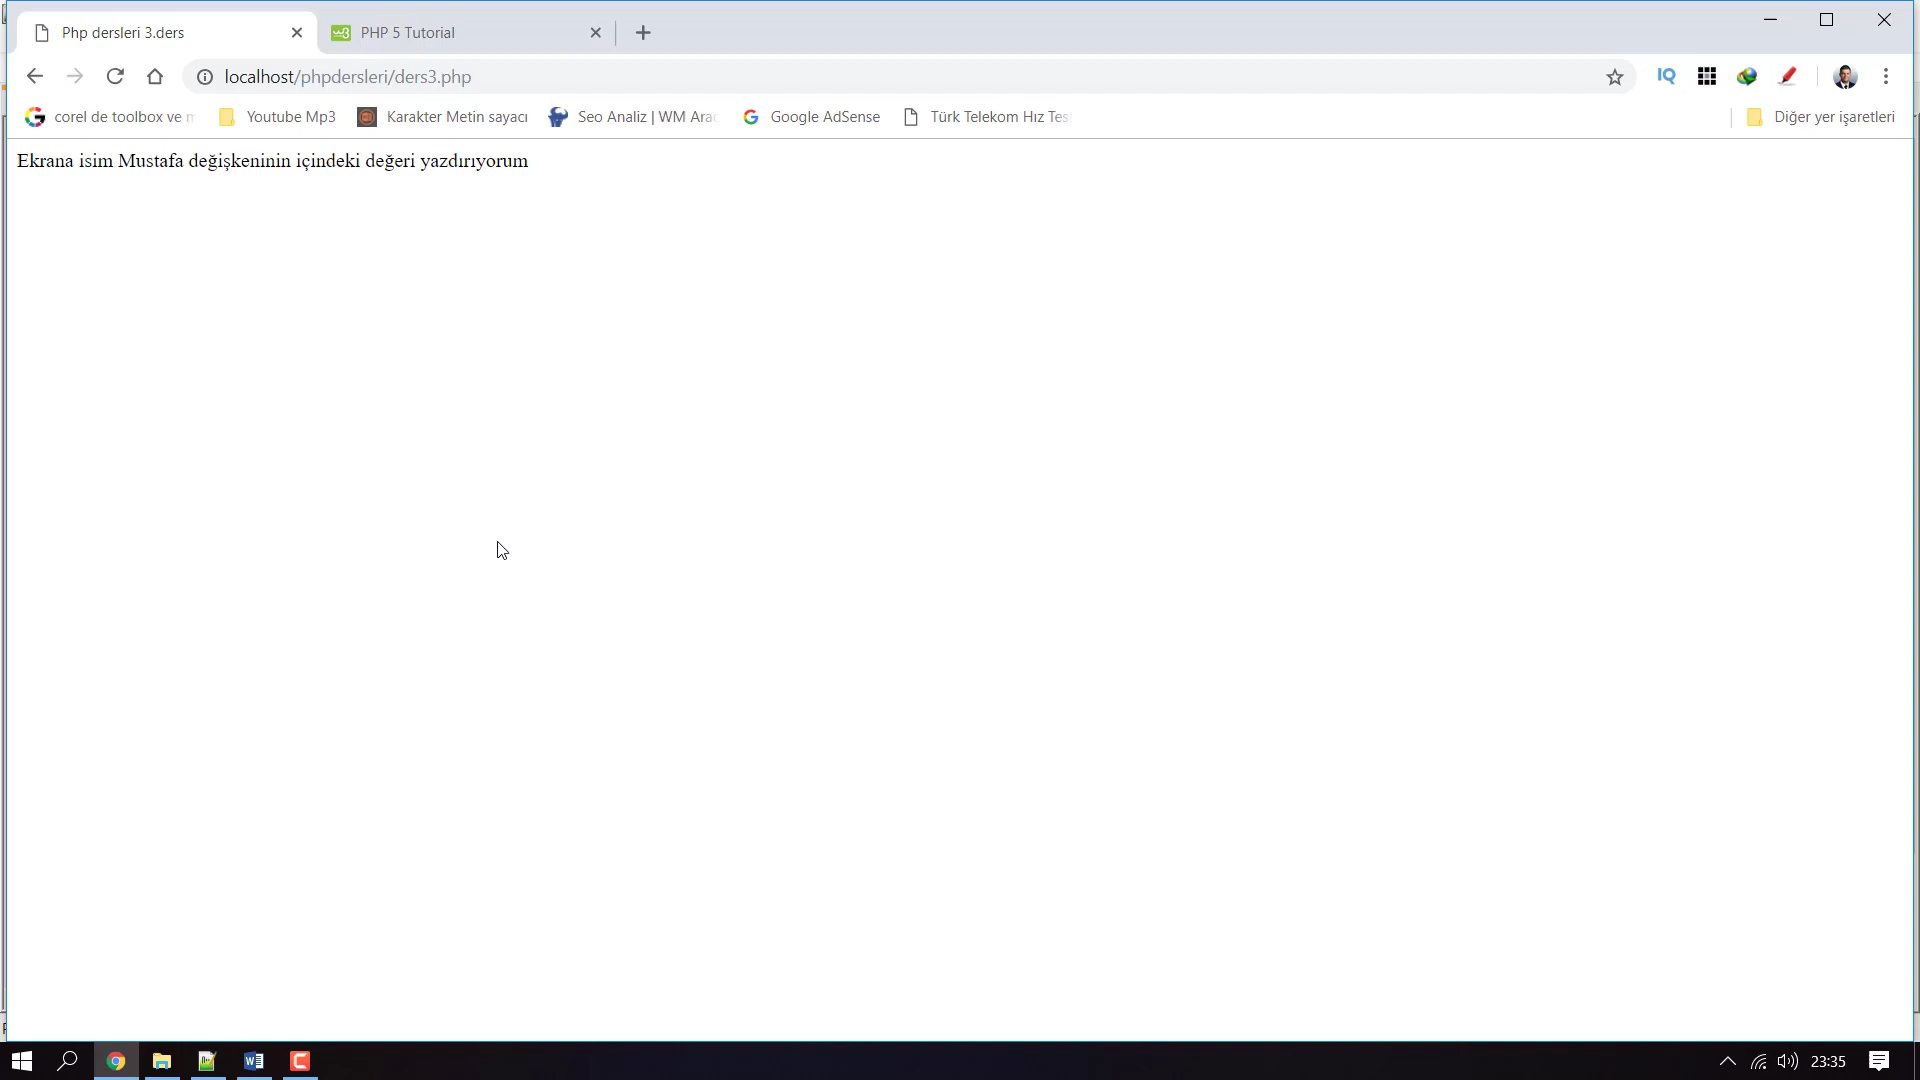 Php dersleri 3.ders
PHP 5 Tutorial
localhost/phpdersleri/ders3.php
IQ
corel de toolbox ve
Youtube Mp3
Karakter Metin sayacı
Seo Analiz | WM Ara
Google AdSense
Türk Telekom Hız Tes
Diğer yer işaretleri
Ekrana isim Mustafa değişkeninin içindeki değeri yazdırıyorum
23:35